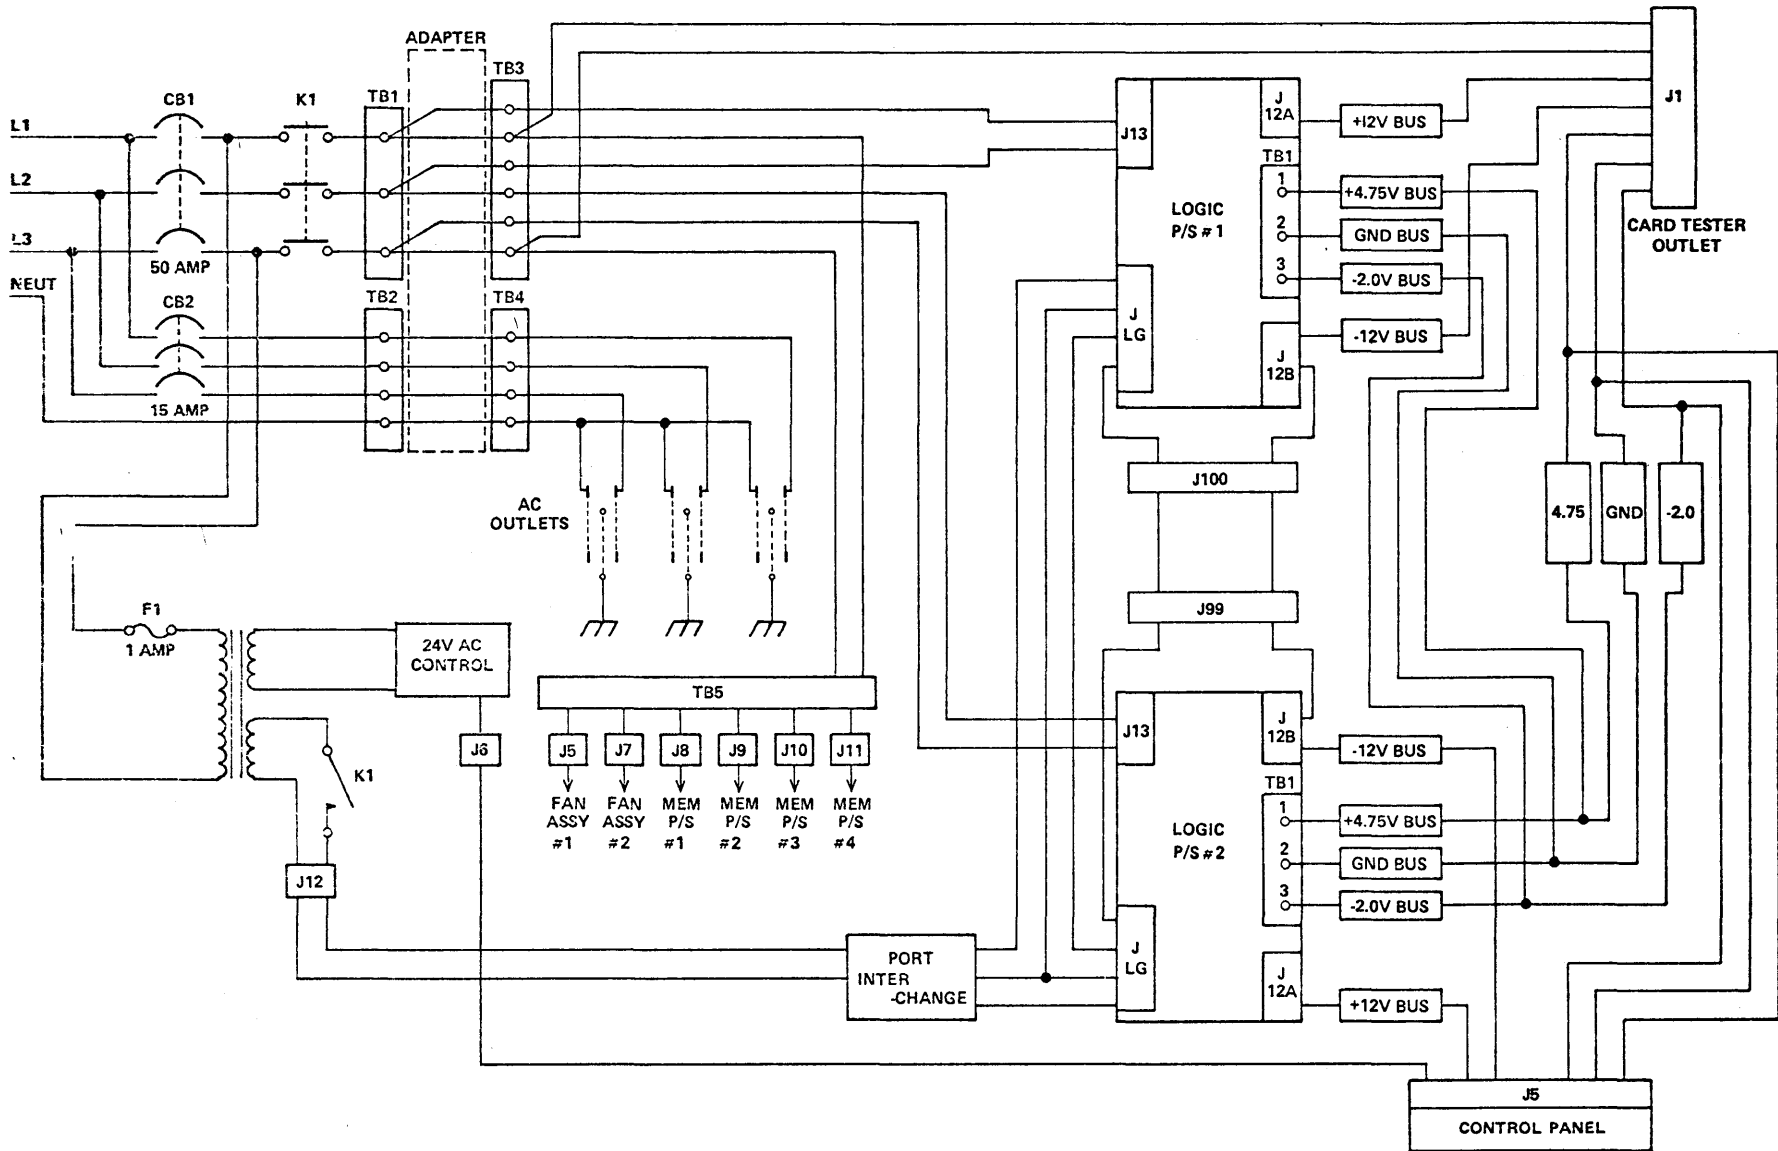 ADAPTER
TB3
CB1
K1
TB1
L1
L2
L3
50 AMP
NEUT
CB2
TB2
TB4
15 AMP
AC
OUTLETS
F1
1 AMP
24V AC
CONTROL
TB5
J6
J5
J7
J8
J9
J10
J11
K1
FAN
ASSY
#1
FAN
ASSY
#2
MEM
P/S
#1
MEM
P/S
#2
MEM
P/S
#3
MEM
P/S
#4
J12
PORT
INTER
-CHANGE
J13
J
12A
TB1
1
2
3
LOGIC
P/S #1
J
LG
J
12B
+12V BUS
+4.75V BUS
GND BUS
-2.0V BUS
-12V BUS
J1
CARD TESTER
OUTLET
J100
J99
4.75
GND
-2.0
J13
J
12B
TB1
1
2
3
LOGIC
P/S #2
J
LG
J
12A
-12V BUS
+4.75V BUS
GND BUS
-2.0V BUS
+12V BUS
J5
CONTROL PANEL